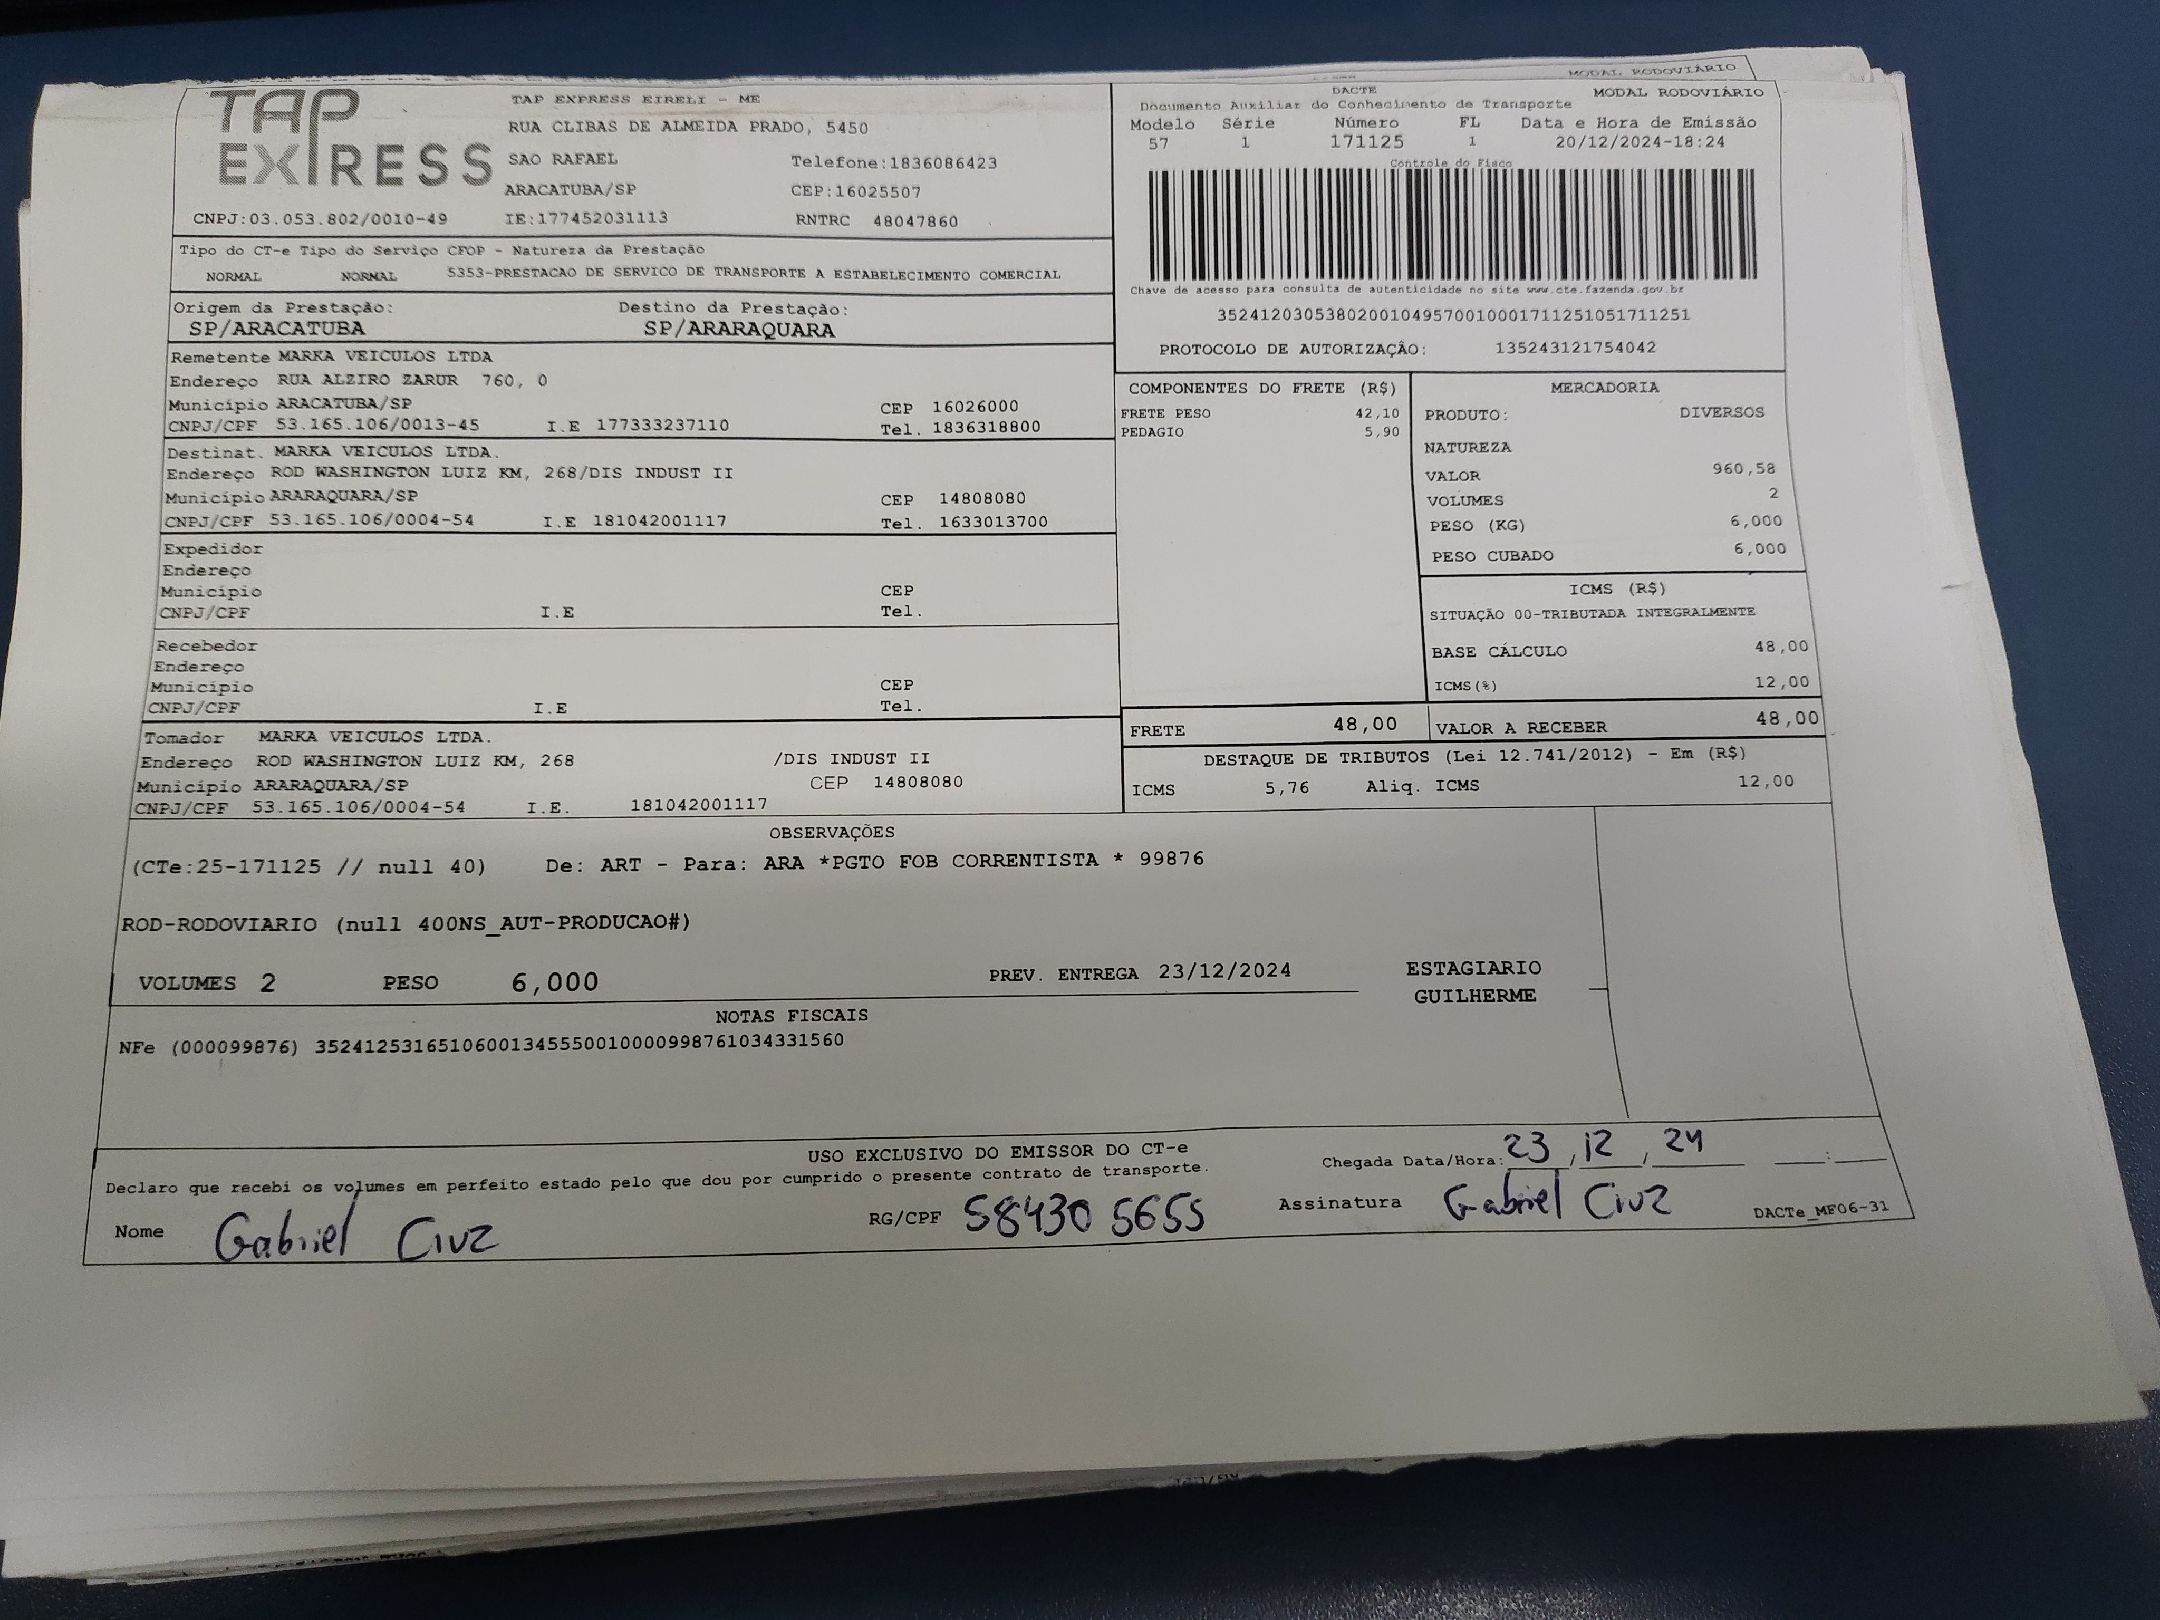 MODAL RODOVIÁRIO
TAP EXPRESS
TAP EXPRESS EIRELI - ME
RUA CLIBAS DE ALMEIDA PRADO, 5450
SAO RAFAEL Telefone:1836086423
ARACATUBA/SP CEP:16025507
CNPJ:03.053.802/0010-49 IE:177452031113 RNTRC 48047860
DACTE MODAL RODOVIÁRIO
Documento Auxiliar do Conhecimento de Transporte
Modelo Série Número FL Data e Hora de Emissão
57 1 171125 1 20/12/2024-18:24
Controle do Fisco
Chave de acesso para consulta de autenticidade no site www.cte.fazenda.gov.br
35241203053802001049570010001711251051711251
PROTOCOLO DE AUTORIZAÇÃO: 135243121754042
Tipo do CT-e Tipo do Serviço CFOP - Natureza da Prestação
NORMAL NORMAL 5353-PRESTACAO DE SERVICO DE TRANSPORTE A ESTABELECIMENTO COMERCIAL
Origem da Prestação: Destino da Prestação:
SP/ARACATUBA SP/ARARAQUARA
Remetente MARKA VEICULOS LTDA
Endereço RUA ALZIRO ZARUR 760, 0
Município ARACATUBA/SP CEP 16026000
CNPJ/CPF 53.165.106/0013-45 I.E 177333237110 Tel. 1836318800
Destinat. MARKA VEICULOS LTDA.
Endereço ROD WASHINGTON LUIZ KM, 268/DIS INDUST II
Município ARARAQUARA/SP CEP 14808080
CNPJ/CPF 53.165.106/0004-54 I.E 181042001117 Tel. 1633013700
Expedidor
Endereço
Município CEP
CNPJ/CPF I.E Tel.
Recebedor
Endereço
Município CEP
CNPJ/CPF I.E Tel.
Tomador MARKA VEICULOS LTDA.
Endereço ROD WASHINGTON LUIZ KM, 268 /DIS INDUST II
Município ARARAQUARA/SP CEP 14808080
CNPJ/CPF 53.165.106/0004-54 I.E. 181042001117
COMPONENTES DO FRETE (R$)
FRETE PESO 42,10
PEDAGIO 5,90
MERCADORIA
PRODUTO: DIVERSOS
NATUREZA
VALOR 960,58
VOLUMES 2
PESO (KG) 6,000
PESO CUBADO 6,000
ICMS (R$)
SITUAÇÃO 00-TRIBUTADA INTEGRALMENTE
BASE CÁLCULO 48,00
ICMS(%) 12,00
FRETE 48,00 VALOR A RECEBER 48,00
DESTAQUE DE TRIBUTOS (Lei 12.741/2012) - Em (R$)
ICMS 5,76 Aliq. ICMS 12,00
OBSERVAÇÕES
(CTe:25-171125 // null 40) De: ART - Para: ARA *PGTO FOB CORRENTISTA * 99876
ROD-RODOVIARIO (null 400NS_AUT-PRODUCAO#)
VOLUMES 2 PESO 6,000 PREV. ENTREGA 23/12/2024 ESTAGIARIO
GUILHERME
NOTAS FISCAIS
NFe (000099876) 35241253165106001345550010000998761034331560
USO EXCLUSIVO DO EMISSOR DO CT-e
Declaro que recebi os volumes em perfeito estado pelo que dou por cumprido o presente contrato de transporte.
Chegada Data/Hora: 23, 12, 24 :
Nome Gabriel Cruz RG/CPF 58430 5655 Assinatura Gabriel Cruz DACTe_MF06-31